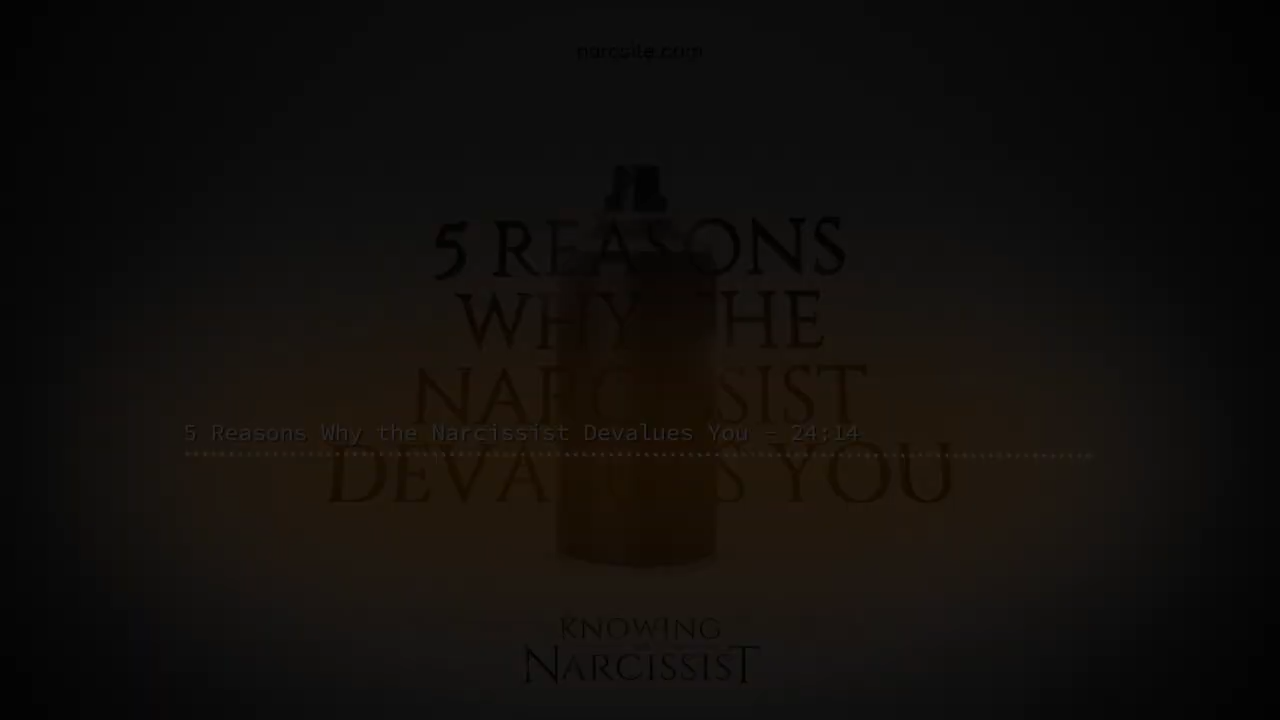 narcsite.com
5 REASONS
WHY THE
NARCISSIST
5 Reasons Why the Narcissist Devalues You - 24:14
DEVALUES YOU
KNOWING
NARCISSIST